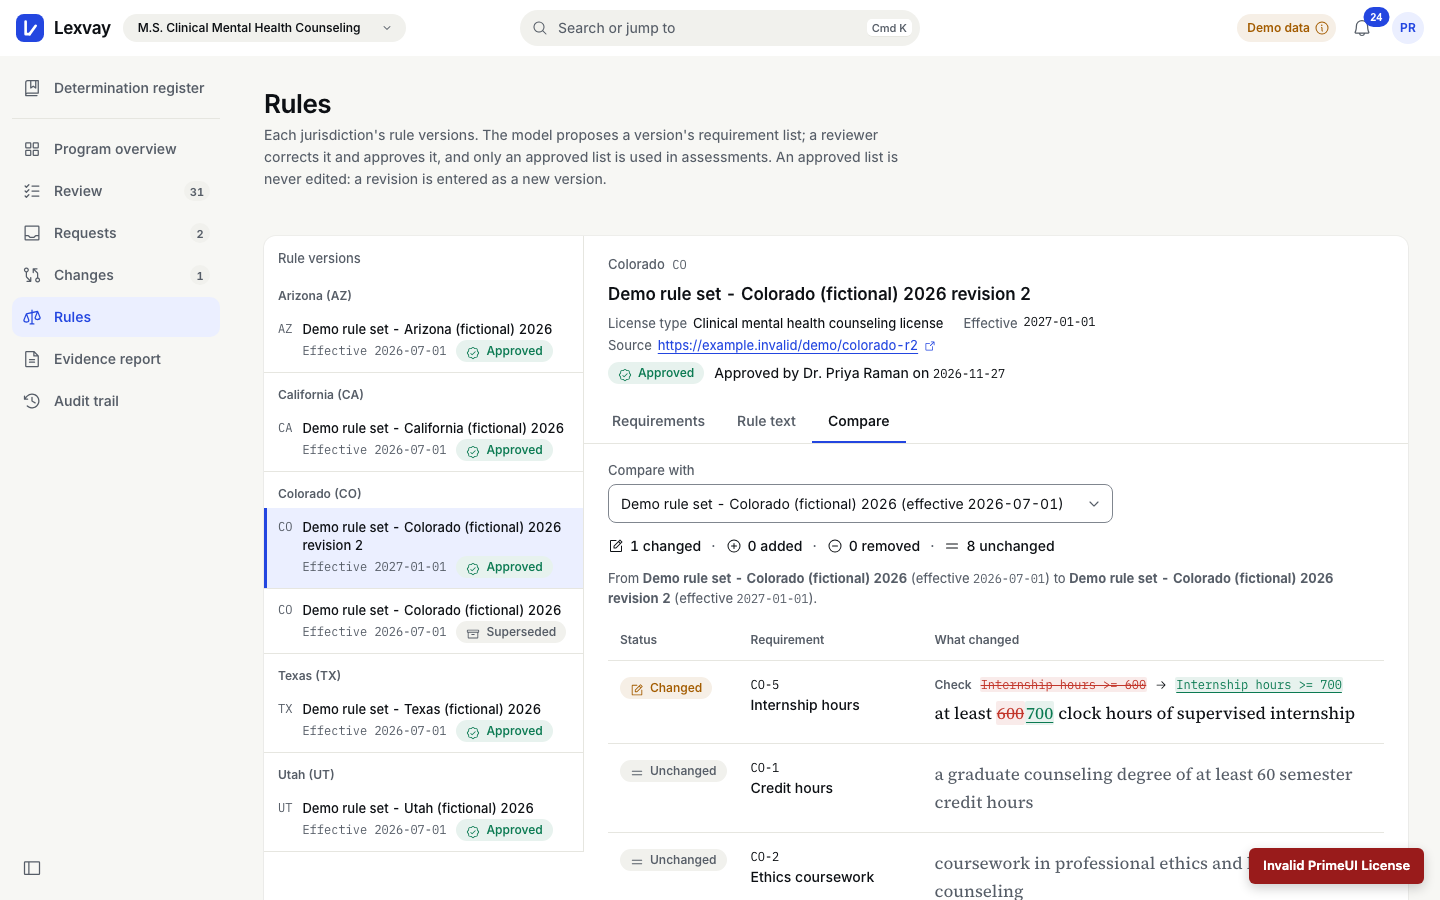 Lexvay
M.S. Clinical Mental Health Counseling
Search or jump to
Cmd K
Demo data
24
PR
Determination register
Program overview
Review 31
Requests 2
Changes 1
Rules
Evidence report
Audit trail
Rules
Each jurisdiction's rule versions. The model proposes a version's requirement list; a reviewer
corrects it and approves it, and only an approved list is used in assessments. An approved list is
never edited: a revision is entered as a new version.
Rule versions
Arizona (AZ)
AZ Demo rule set - Arizona (fictional) 2026
Effective 2026-07-01 Approved
California (CA)
CA Demo rule set - California (fictional) 2026
Effective 2026-07-01 Approved
Colorado (CO)
CO Demo rule set - Colorado (fictional) 2026
revision 2
Effective 2027-01-01 Approved
CO Demo rule set - Colorado (fictional) 2026
Effective 2026-07-01 Superseded
Texas (TX)
TX Demo rule set - Texas (fictional) 2026
Effective 2026-07-01 Approved
Utah (UT)
UT Demo rule set - Utah (fictional) 2026
Effective 2026-07-01 Approved
Colorado CO
Demo rule set - Colorado (fictional) 2026 revision 2
License type Clinical mental health counseling license Effective 2027-01-01
Source https://example.invalid/demo/colorado-r2
Approved Approved by Dr. Priya Raman on 2026-11-27
Requirements Rule text Compare
Compare with
Demo rule set - Colorado (fictional) 2026 (effective 2026-07-01)
1 changed · 0 added · 0 removed · 8 unchanged
From Demo rule set - Colorado (fictional) 2026 (effective 2026-07-01) to Demo rule set - Colorado (fictional) 2026
revision 2 (effective 2027-01-01).
Status Requirement What changed
Changed
CO-5
Internship hours
Check Internship hours >= 600 → Internship hours >= 700
at least 600 700 clock hours of supervised internship
Unchanged
CO-1
Credit hours
a graduate counseling degree of at least 60 semester
credit hours
Unchanged
CO-2
Ethics coursework
coursework in professional ethics and
counseling
Invalid PrimeUI License